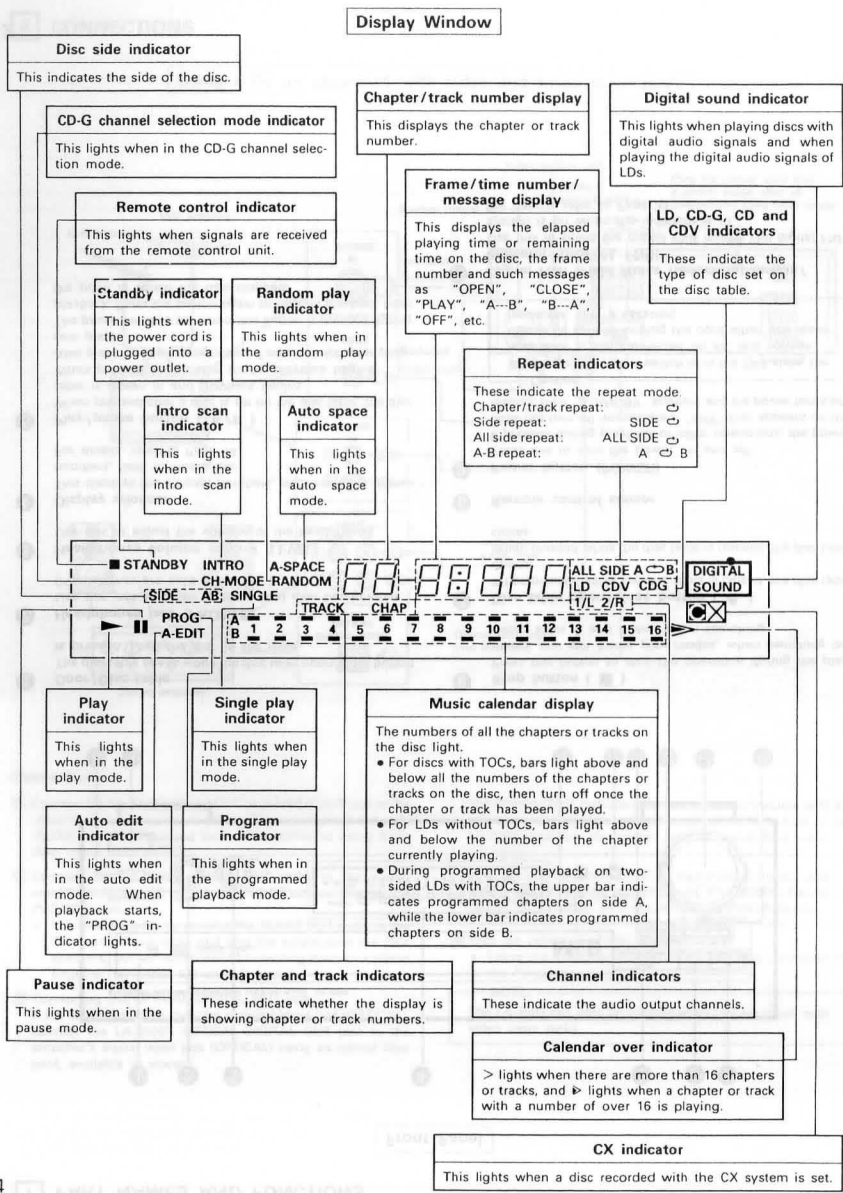 Display Window
Disc side indicator
This indicates the side of the disc.
CD-G channel selection mode indicator
This lights when in the CD-G channel selec-
tion mode.
Remote control indicator
This lights when signals are received
from the remote control unit.
Standby indicator
This lights when
the power cord is
plugged into a
power outlet.
Random play
indicator
This lights when in
the random play
mode.
Intro scan
indicator
This lights
when in the
intro scan
mode.
Auto space
indicator
This lights
when in the
auto space
mode.
Chapter/track number display
This displays the chapter or track
number.
Frame/time number/
message display
This displays the elapsed
playing time or remaining
time on the disc, the frame
number and such messages
as "OPEN", "CLOSE",
"PLAY", "A---B", "B---A",
"OFF", etc.
Digital sound indicator
This lights when playing discs with
digital audio signals and when
playing the digital audio signals of
LDs.
LD, CD-G, CD and
CDV indicators
These indicate the
type of disc set on
the disc table.
Repeat indicators
These indicate the repeat mode.
Chapter/track repeat:
Side repeat: SIDE
All side repeat: ALL SIDE
A-B repeat: A B
STANDBY INTRO A-SPACE 88 8:888 ALL SIDE A B DIGITAL
CH-MODE RANDOM LD CDV CDG SOUND
SIDE AB SINGLE 1/L 2/R
TRACK CHAP
PROG A
A-EDIT B 1 2 3 4 5 6 7 8 9 10 11 12 13 14 15 16
Play
indicator
This lights
when in the
play mode.
Single play
indicator
This lights when
in the single play
mode.
Auto edit
indicator
This lights when
in the auto edit
mode. When
playback starts,
the "PROG" in-
dicator lights.
Program
indicator
This lights when in
the programmed
playback mode.
Music calendar display
The numbers of all the chapters or tracks on
the disc light.
• For discs with TOCs, bars light above and
below all the numbers of the chapters or
tracks on the disc, then turn off once the
chapter or track has been played.
• For LDs without TOCs, bars light above
and below the number of the chapter
currently playing.
• During programmed playback on two-
sided LDs with TOCs, the upper bar indi-
cates programmed chapters on side A,
while the lower bar indicates programmed
chapters on side B.
Pause indicator
This lights when in the
pause mode.
Chapter and track indicators
These indicate whether the display is
showing chapter or track numbers.
Channel indicators
These indicate the audio output channels.
Calendar over indicator
> lights when there are more than 16 chapters
or tracks, and ⫸ lights when a chapter or track
with a number of over 16 is playing.
CX indicator
This lights when a disc recorded with the CX system is set.
4